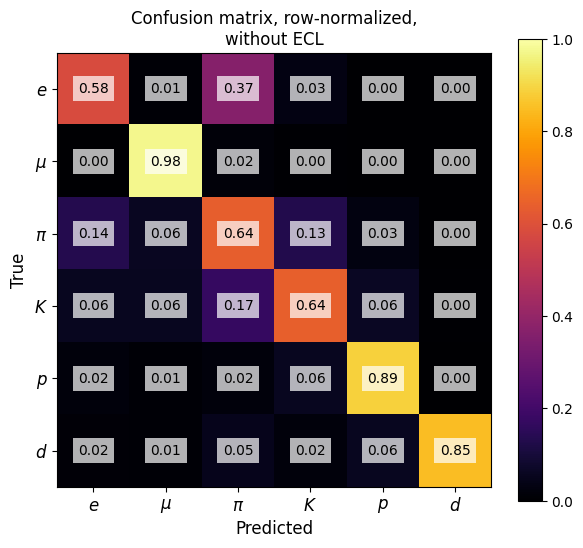 Confusion matrix, row-normalized,
without ECL
True
e 0.58 0.01 0.37 0.03 0.00 0.00
μ 0.00 0.98 0.02 0.00 0.00 0.00
π 0.14 0.06 0.64 0.13 0.03 0.00
K 0.06 0.06 0.17 0.64 0.06 0.00
p 0.02 0.01 0.02 0.06 0.89 0.00
d 0.02 0.01 0.05 0.02 0.06 0.85
e μ π K p d
Predicted
1.0
0.8
0.6
0.4
0.2
0.0